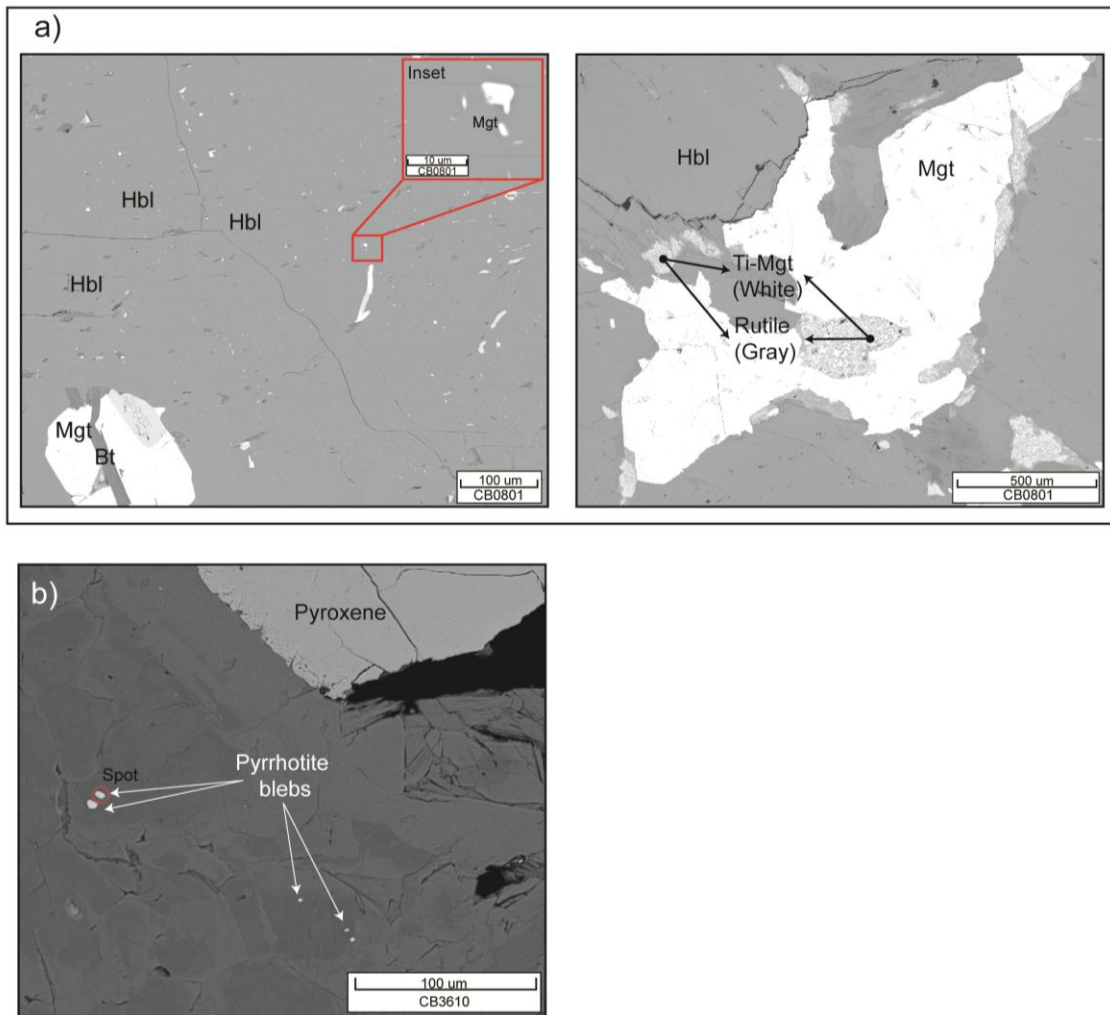 a)
Inset
Mgt
10 um
CB0801
Hbl
Hbl
Hbl
Mgt
Bt
100 um
CB0801
Hbl
Mgt
Ti-Mgt
(White)
Rutile
(Gray)
500 um
CB0801
b)
Pyroxene
Spot
Pyrrhotite
blebs
100 um
CB3610